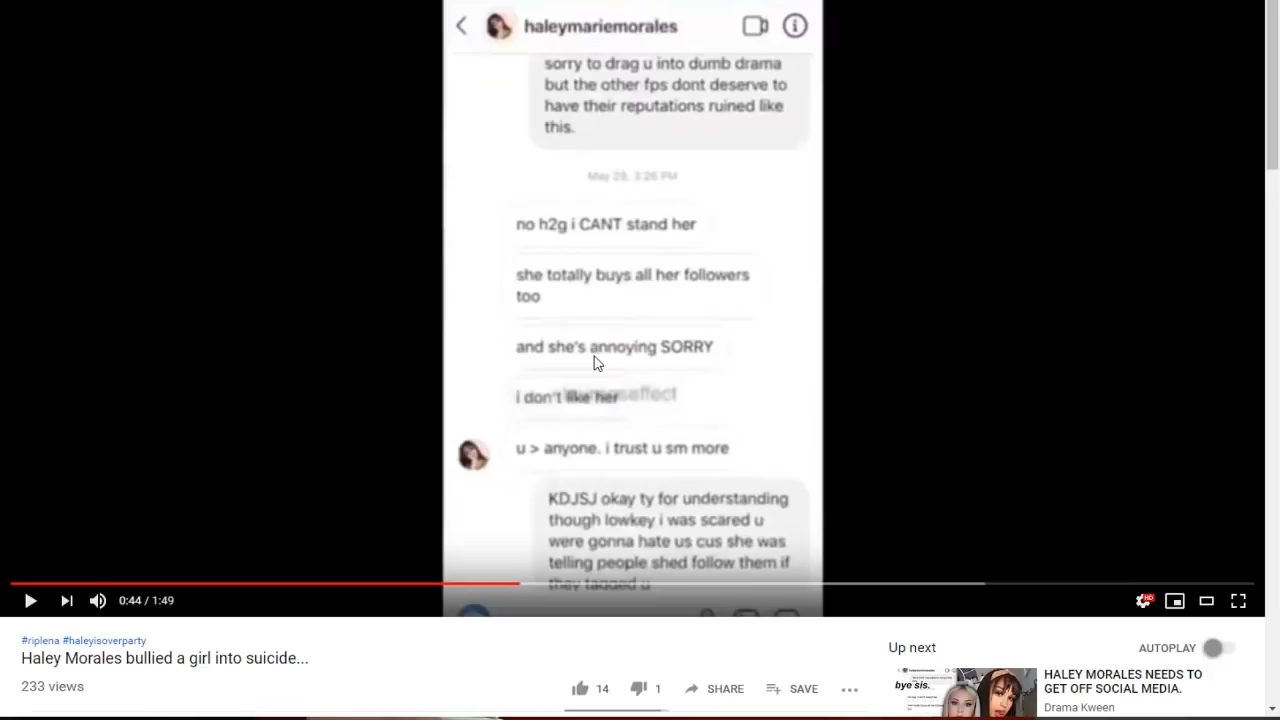 haleymariemorales
sorry to drag u into dumb drama
but the other fps dont deserve to
have their reputations ruined like
this.
May 29, 3:26 PM
no h2g i CANT stand her
she totally buys all her followers
too
and she's annoying SORRY
i don't like her
u > anyone. i trust u sm more
KDJSJ okay ty for understanding
though lowkey i was scared u
were gonna hate us cus she was
telling people shed follow them if
they tagged u
0:44 / 1:49
HD
#riplena #haleyisoverparty
Haley Morales bullied a girl into suicide...
233 views
14
1
SHARE
SAVE
Up next
AUTOPLAY
bye sis.
HALEY MORALES NEEDS TO
GET OFF SOCIAL MEDIA.
Drama Kween